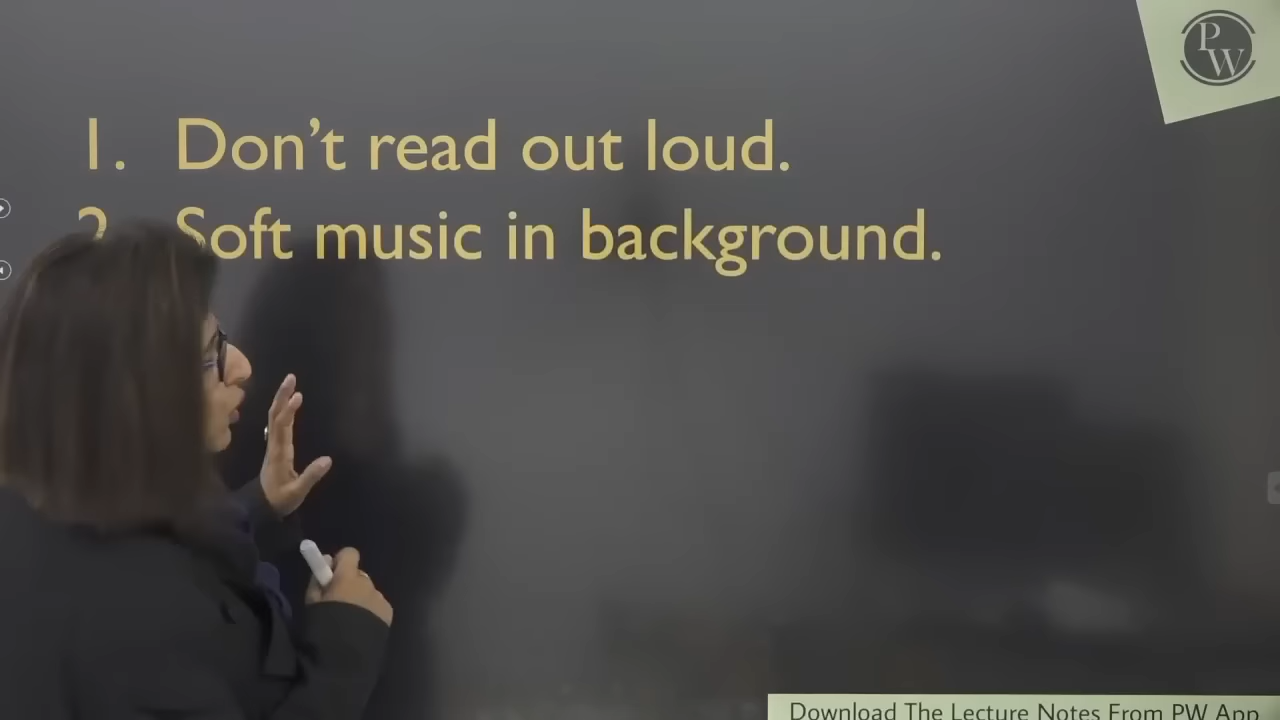 PW
1. Don't read out loud.
2. Soft music in background.
Download The Lecture Notes From PW App